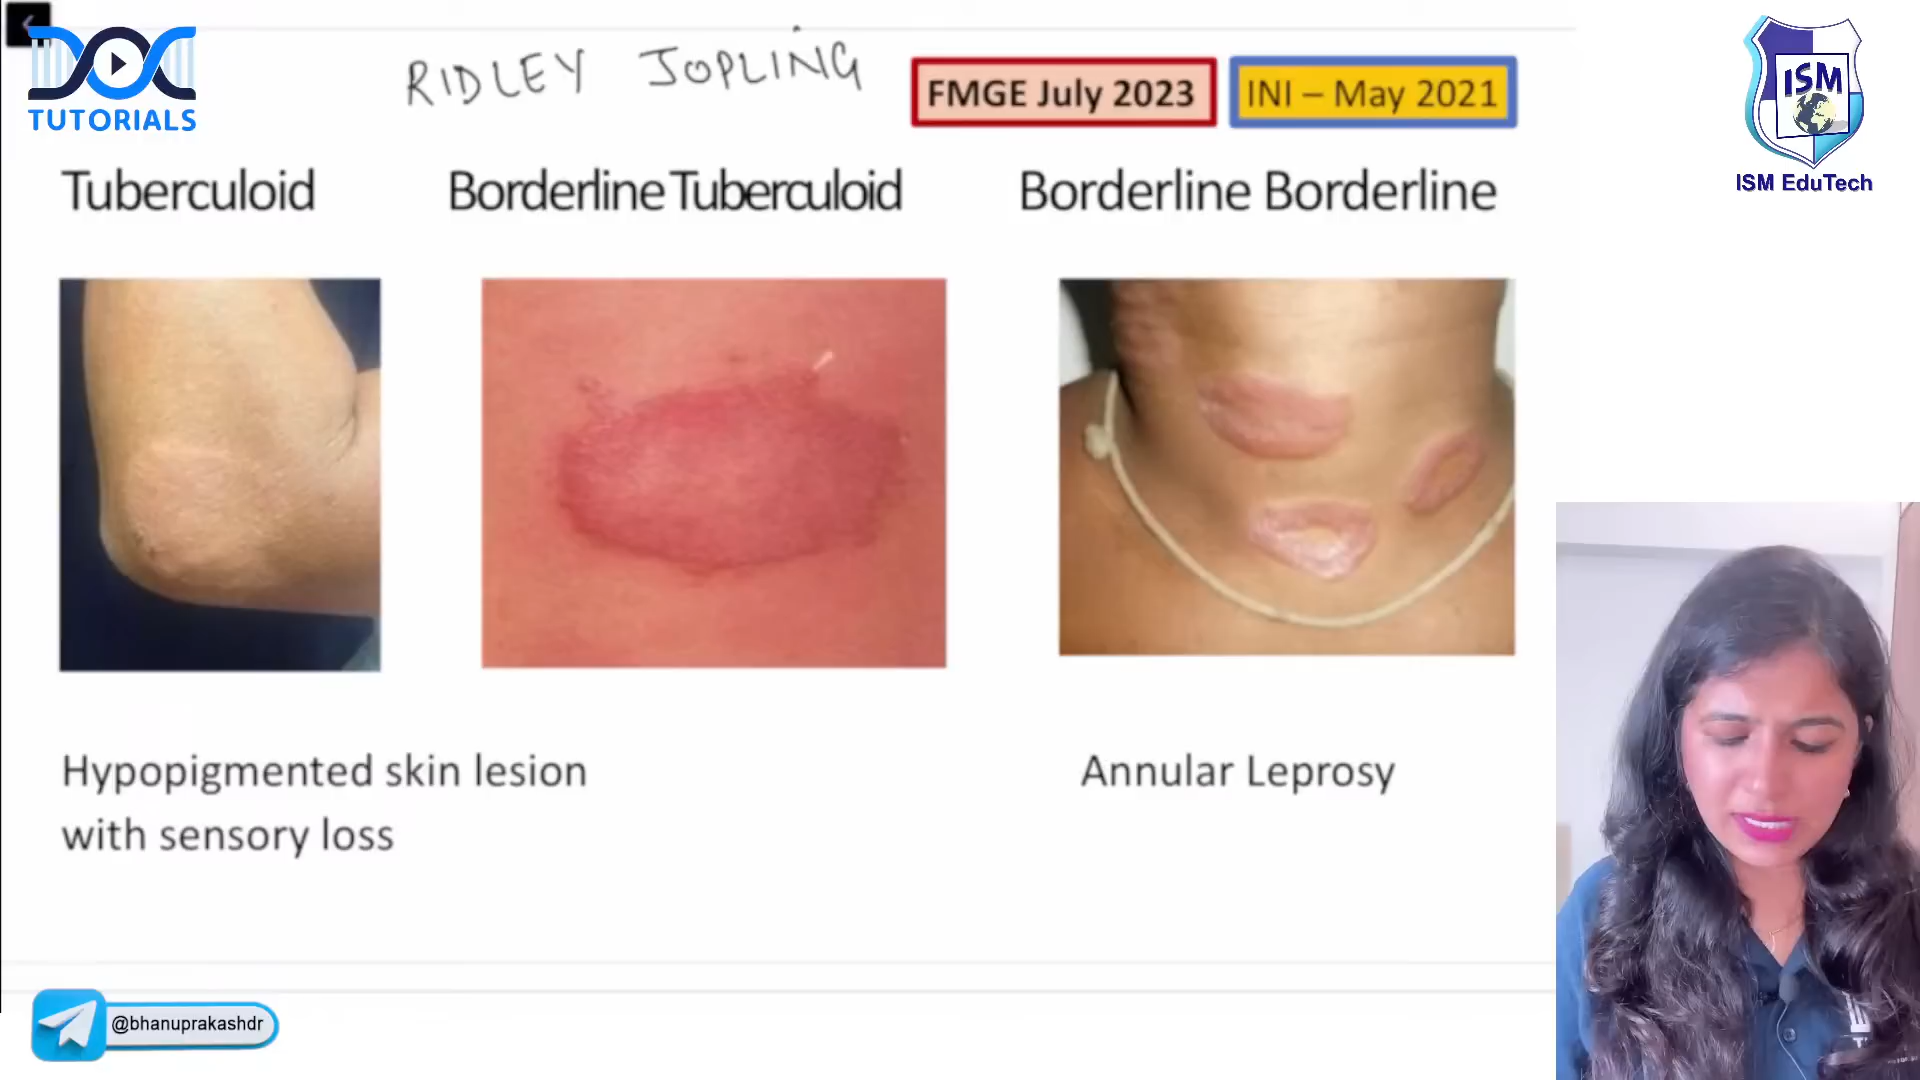 DOC
TUTORIALS
RIDLEY JOPLING
FMGE July 2023
INI – May 2021
ISM
ISM EduTech
Tuberculoid
Borderline Tuberculoid
Borderline Borderline
Hypopigmented skin lesion
with sensory loss
Annular Leprosy
@bhanuprakashdr